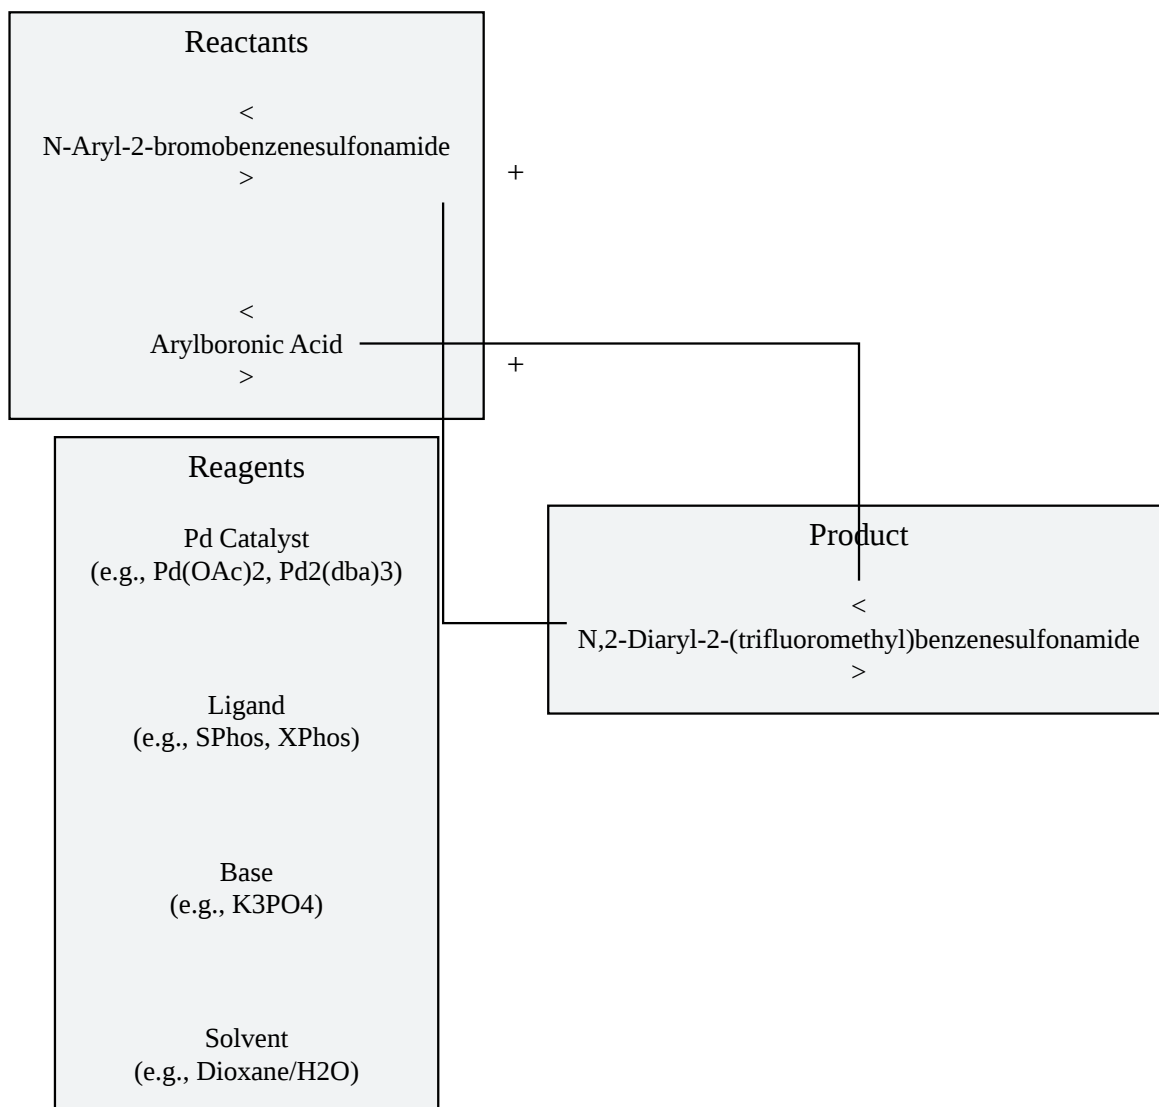 Reactants
<
N-Aryl-2-bromobenzenesulfonamide
>
+
<
Arylboronic Acid
>
+
Reagents
Pd Catalyst
(e.g., Pd(OAc)2, Pd2(dba)3)
Ligand
(e.g., SPhos, XPhos)
Base
(e.g., K3PO4)
Solvent
(e.g., Dioxane/H2O)
Product
<
N,2-Diaryl-2-(trifluoromethyl)benzenesulfonamide
>